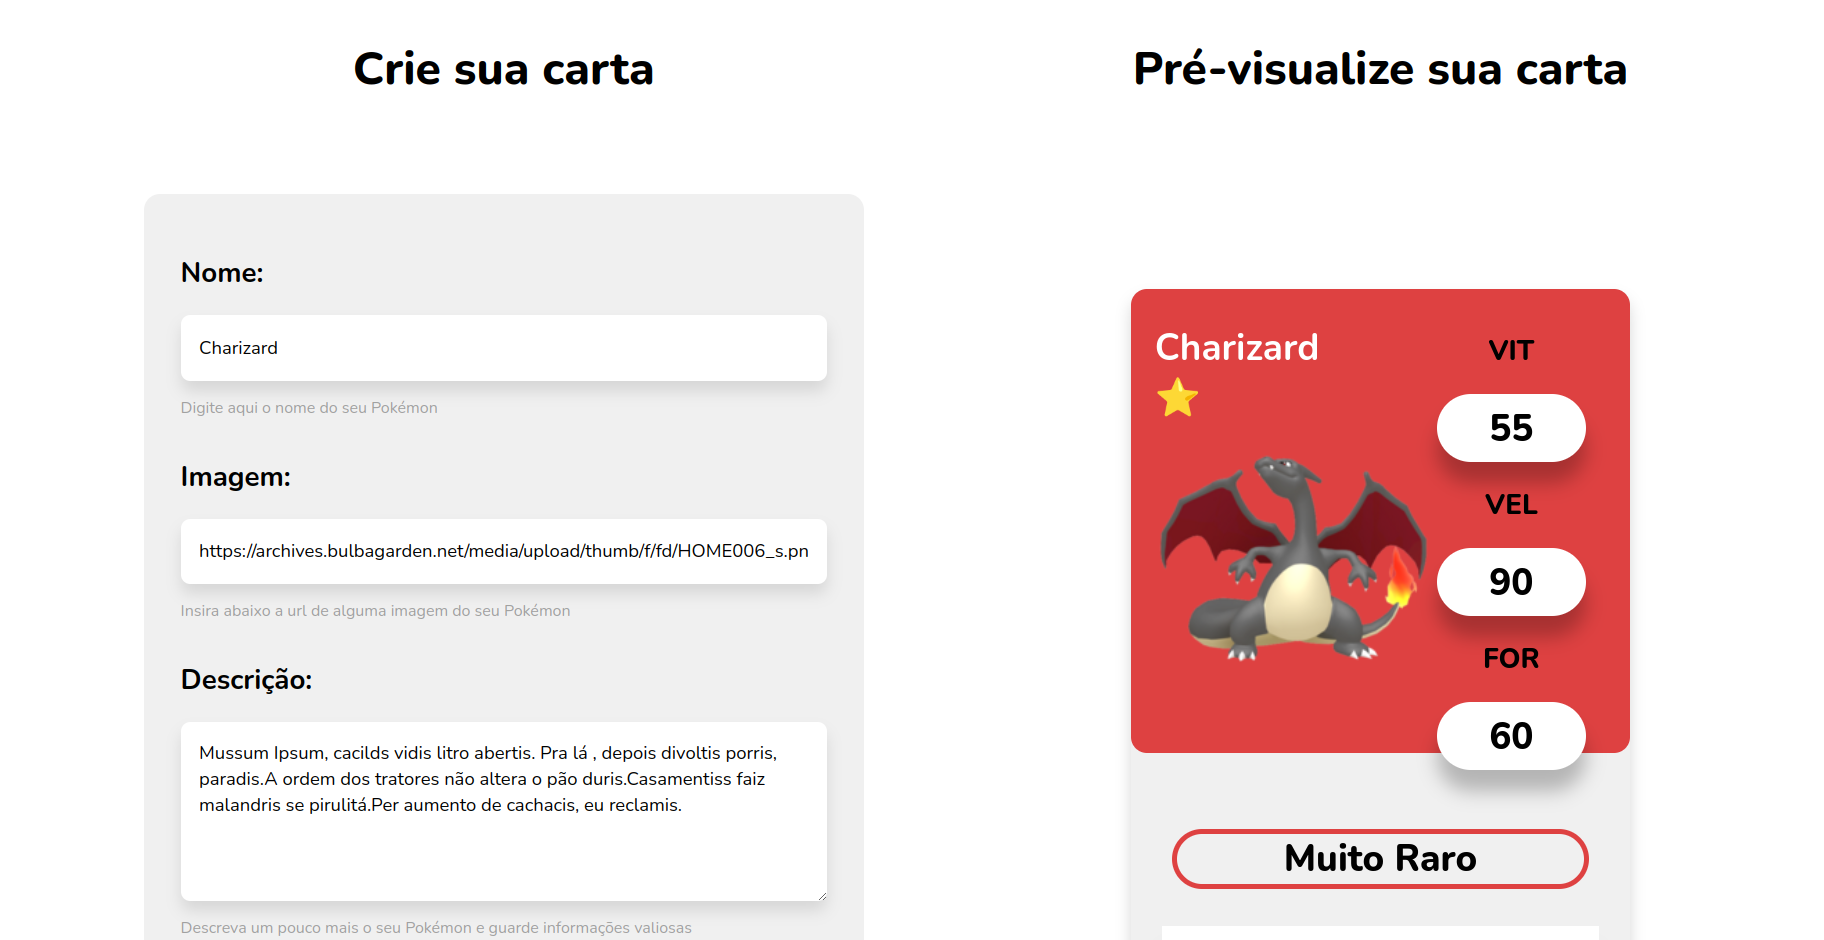 Crie sua carta
Nome:
Charizard
Digite aqui o nome do seu Pokémon
Imagem:
https://archives.bulbagarden.net/media/upload/thumb/f/fd/HOME006_s.pn
Insira abaixo a url de alguma imagem do seu Pokémon
Descrição:
Mussum Ipsum, cacilds vidis litro abertis. Pra lá , depois divoltis porris,
paradis.A ordem dos tratores não altera o pão duris.Casamentiss faiz
malandris se pirulitá.Per aumento de cachacis, eu reclamis.
Descreva um pouco mais o seu Pokémon e guarde informações valiosas
Pré-visualize sua carta
Charizard
VIT
55
VEL
90
FOR
60
Muito Raro